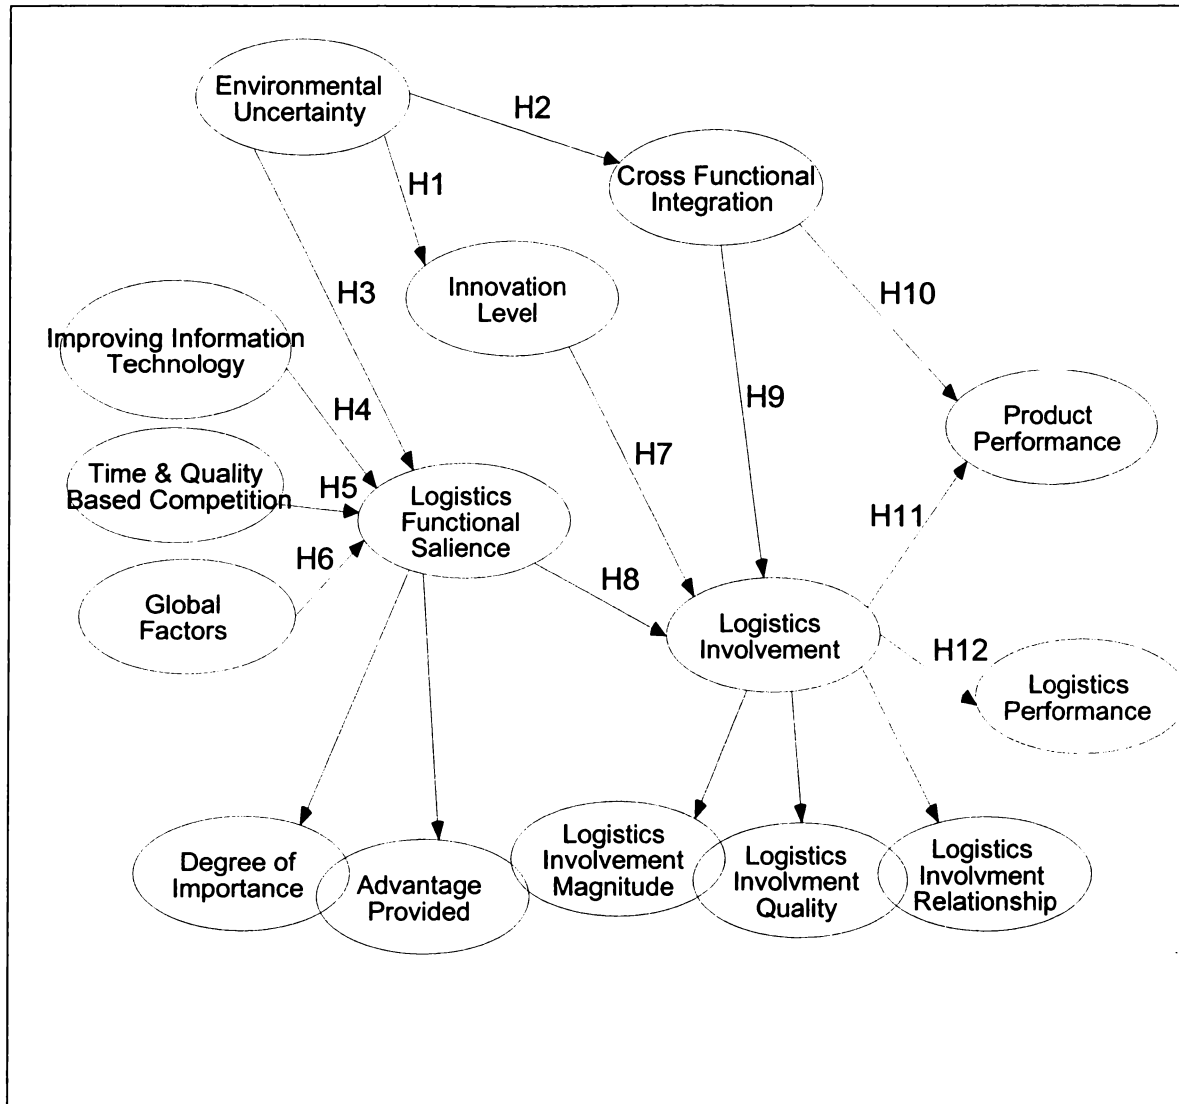 Environmental
Uncertainty
H2
Cross Functional
Integration
H1
H3
Innovation
Level
H10
Improving Information
Technology
H4
H9
Product
Performance
H7
Time & Quality
Based Competition
H5
Logistics
Functional
Salience
H11
H6
Global
Factors
H8
Logistics
Involvement
H12
Logistics
Performance
Degree of
Importance
Advantage
Provided
Logistics
Involvement
Magnitude
Logistics
Involvment
Quality
Logistics
Involvment
Relationship